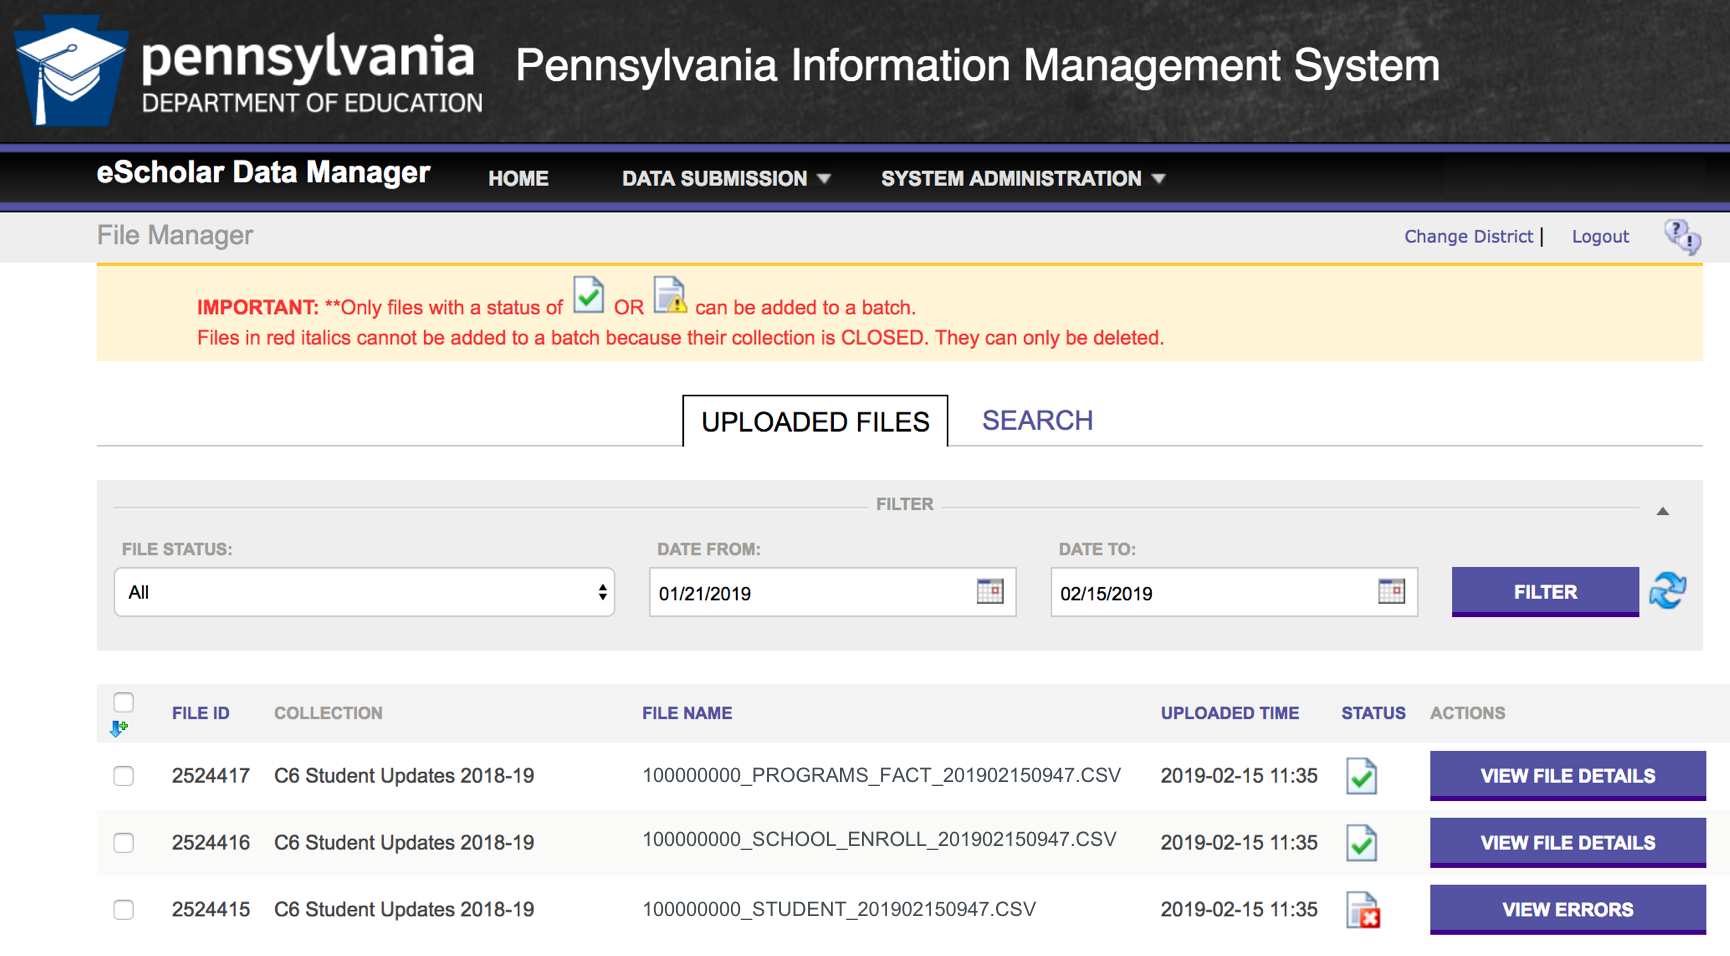 pennsylvania
DEPARTMENT OF EDUCATION
Pennsylvania Information Management System
eScholar Data Manager HOME DATA SUBMISSION SYSTEM ADMINISTRATION
File Manager Change District | Logout
IMPORTANT: **Only files with a status of OR can be added to a batch.
Files in red italics cannot be added to a batch because their collection is CLOSED. They can only be deleted.
UPLOADED FILES SEARCH
FILTER
FILE STATUS: DATE FROM: DATE TO:
All 01/21/2019 02/15/2019 FILTER
FILE ID COLLECTION FILE NAME UPLOADED TIME STATUS ACTIONS
2524417 C6 Student Updates 2018-19 100000000_PROGRAMS_FACT_201902150947.CSV 2019-02-15 11:35 VIEW FILE DETAILS
2524416 C6 Student Updates 2018-19 100000000_SCHOOL_ENROLL_201902150947.CSV 2019-02-15 11:35 VIEW FILE DETAILS
2524415 C6 Student Updates 2018-19 100000000_STUDENT_201902150947.CSV 2019-02-15 11:35 VIEW ERRORS